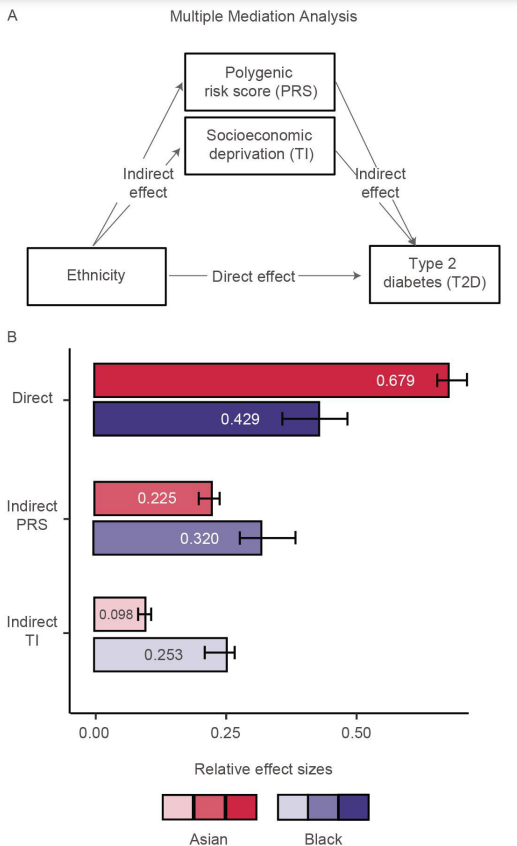 A
Multiple Mediation Analysis
Polygenic
risk score (PRS)
Socioeconomic
deprivation (TI)
Indirect
effect
Indirect
effect
Ethnicity
Direct effect
Type 2
diabetes (T2D)
B
Direct
0.679
0.429
Indirect
PRS
0.225
0.320
Indirect
TI
0.098
0.253
0.00
0.25
0.50
Relative effect sizes
Asian
Black